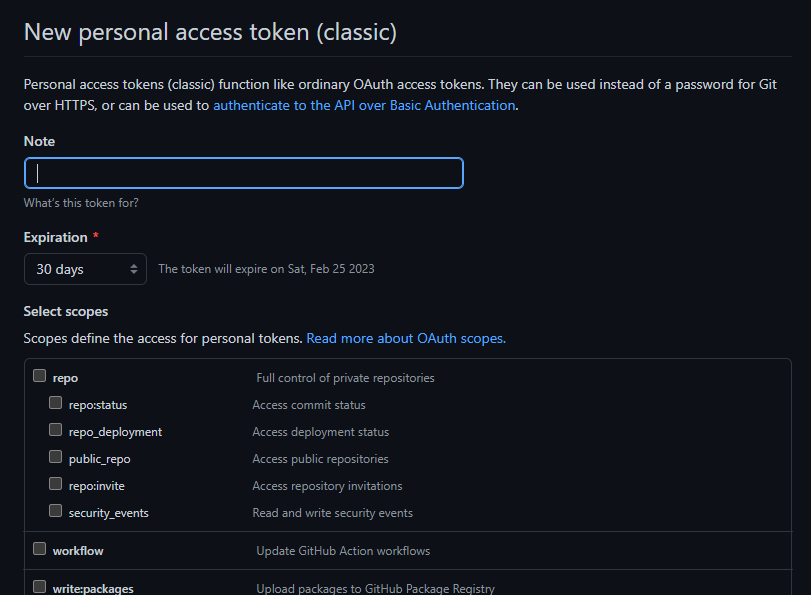 New personal access token (classic)
Personal access tokens (classic) function like ordinary OAuth access tokens. They can be used instead of a password for Git
over HTTPS, or can be used to authenticate to the API over Basic Authentication.
Note
What's this token for?
Expiration *
30 days The token will expire on Sat, Feb 25 2023
Select scopes
Scopes define the access for personal tokens. Read more about OAuth scopes.
repo Full control of private repositories
repo:status Access commit status
repo_deployment Access deployment status
public_repo Access public repositories
repo:invite Access repository invitations
security_events Read and write security events
workflow Update GitHub Action workflows
write:packages Upload packages to GitHub Package Registry